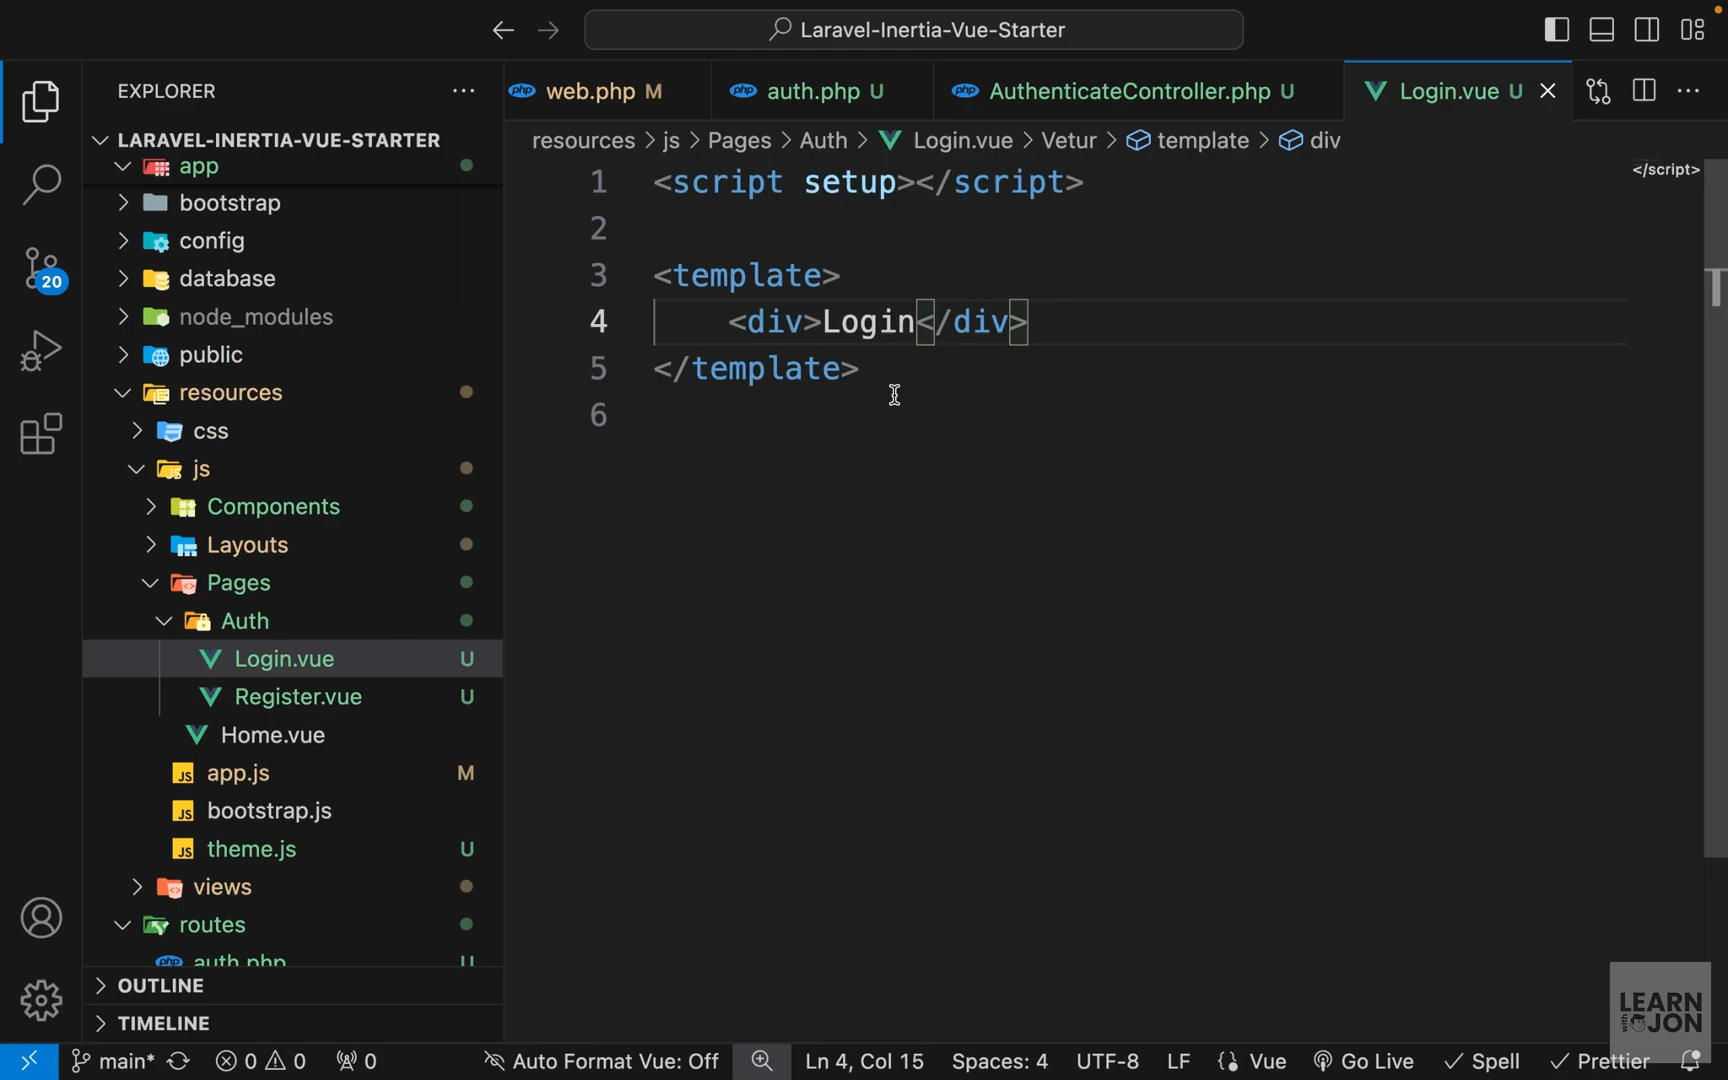 Laravel-Inertia-Vue-Starter
EXPLORER
web.php M
auth.php U
AuthenticateController.php U
Login.vue U
LARAVEL-INERTIA-VUE-STARTER
resources > js > Pages > Auth > Login.vue > Vetur > template > div
app
bootstrap
config
database
node_modules
public
resources
css
js
Components
Layouts
Pages
Auth
Login.vue U
Register.vue U
Home.vue
app.js M
bootstrap.js
theme.js U
views
routes
auth.php U
OUTLINE
TIMELINE
20
1 <script setup></script>
2
3 <template>
4 <div>Login</div>
5 </template>
6
</script>
LEARN
with JON
main* 0 0 0 Auto Format Vue: Off Ln 4, Col 15 Spaces: 4 UTF-8 LF Vue Go Live Spell Prettier